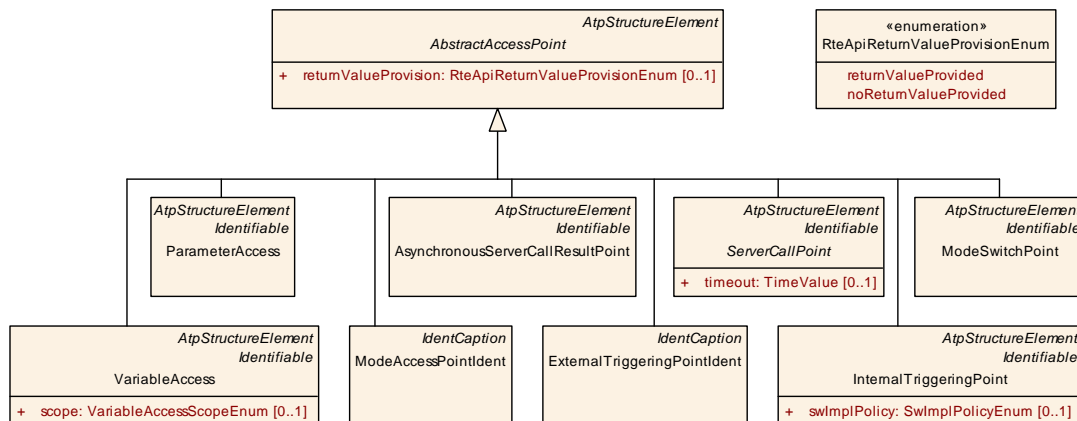 AtpStructureElement
AbstractAccessPoint
+ returnValueProvision: RteApiReturnValueProvisionEnum [0..1]
«enumeration»
RteApiReturnValueProvisionEnum
returnValueProvided
noReturnValueProvided
AtpStructureElement
Identifiable
ParameterAccess
AtpStructureElement
Identifiable
AsynchronousServerCallResultPoint
AtpStructureElement
Identifiable
ServerCallPoint
+ timeout: TimeValue [0..1]
AtpStructureElement
Identifiable
ModeSwitchPoint
AtpStructureElement
Identifiable
VariableAccess
+ scope: VariableAccessScopeEnum [0..1]
IdentCaption
ModeAccessPointIdent
IdentCaption
ExternalTriggeringPointIdent
AtpStructureElement
Identifiable
InternalTriggeringPoint
+ swImplPolicy: SwImplPolicyEnum [0..1]